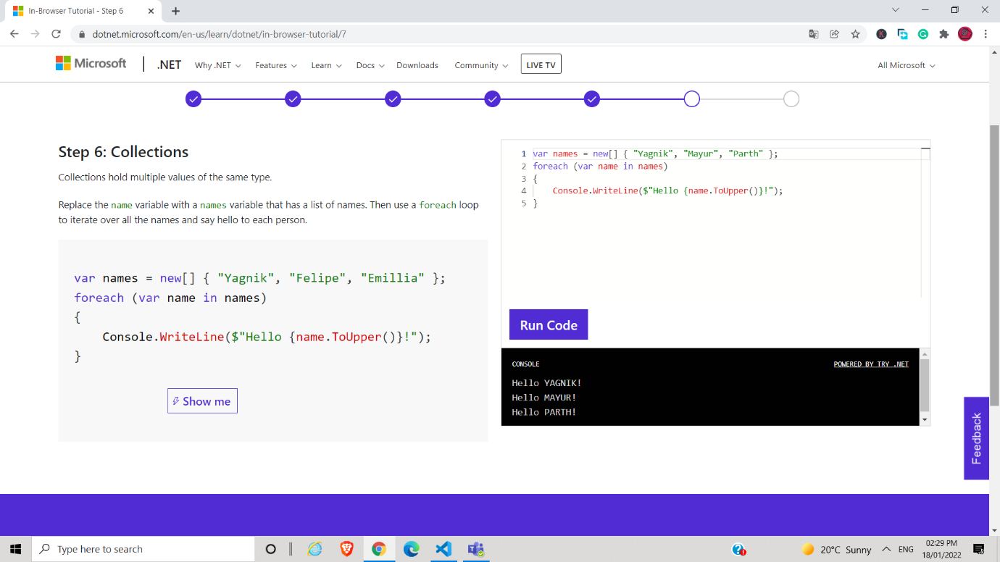 In-Browser Tutorial - Step 6
dotnet.microsoft.com/en-us/learn/dotnet/in-browser-tutorial/7
Microsoft
.NET
Why .NET
Features
Learn
Docs
Downloads
Community
LIVE TV
All Microsoft
Step 6: Collections
Collections hold multiple values of the same type.
Replace the name variable with a names variable that has a list of names. Then use a foreach loop
to iterate over all the names and say hello to each person.
var names = new[] { "Yagnik", "Felipe", "Emillia" };
foreach (var name in names)
{
    Console.WriteLine($"Hello {name.ToUpper()}!");
}
Show me
1 var names = new[] { "Yagnik", "Mayur", "Parth" };
2 foreach (var name in names)
3 {
4     Console.WriteLine($"Hello {name.ToUpper()}!");
5 }
Run Code
CONSOLE
POWERED BY TRY .NET
Hello YAGNIK!
Hello MAYUR!
Hello PARTH!
Feedback
Type here to search
20°C Sunny
ENG
02:29 PM
18/01/2022